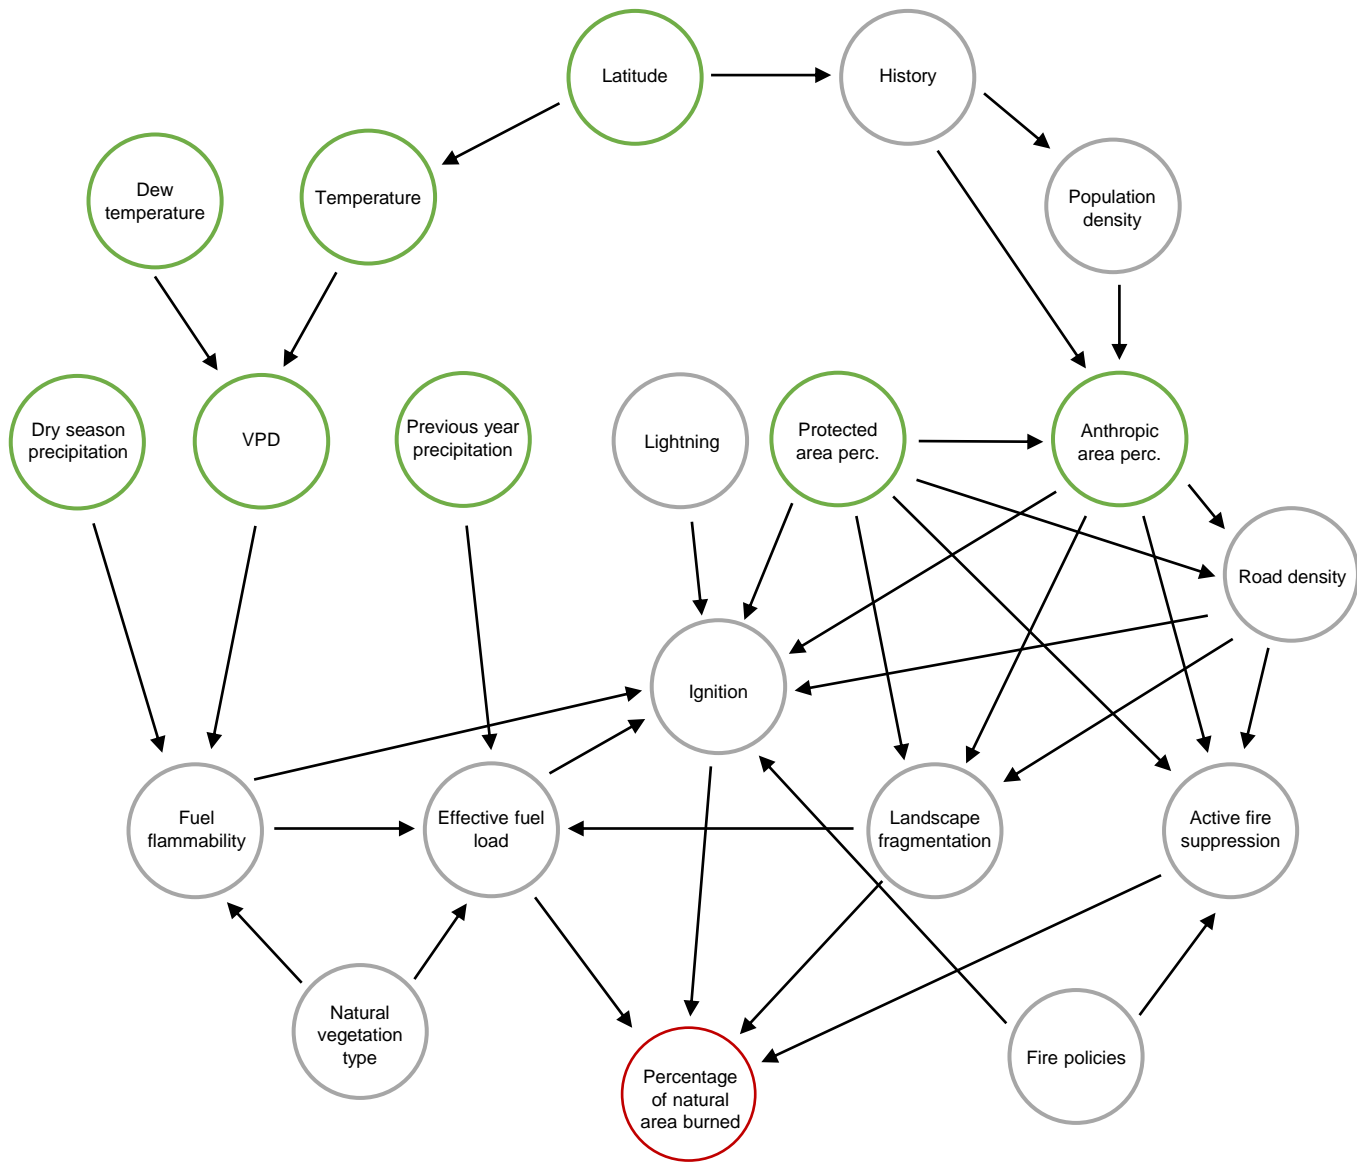 Latitude
History
Dew
temperature
Temperature
Population
density
Dry season
precipitation
VPD
Previous year
precipitation
Lightning
Protected
area perc.
Anthropic
area perc.
Road density
Ignition
Fuel
flammability
Effective fuel
load
Landscape
fragmentation
Active fire
suppression
Natural
vegetation
type
Percentage
of natural
area burned
Fire policies